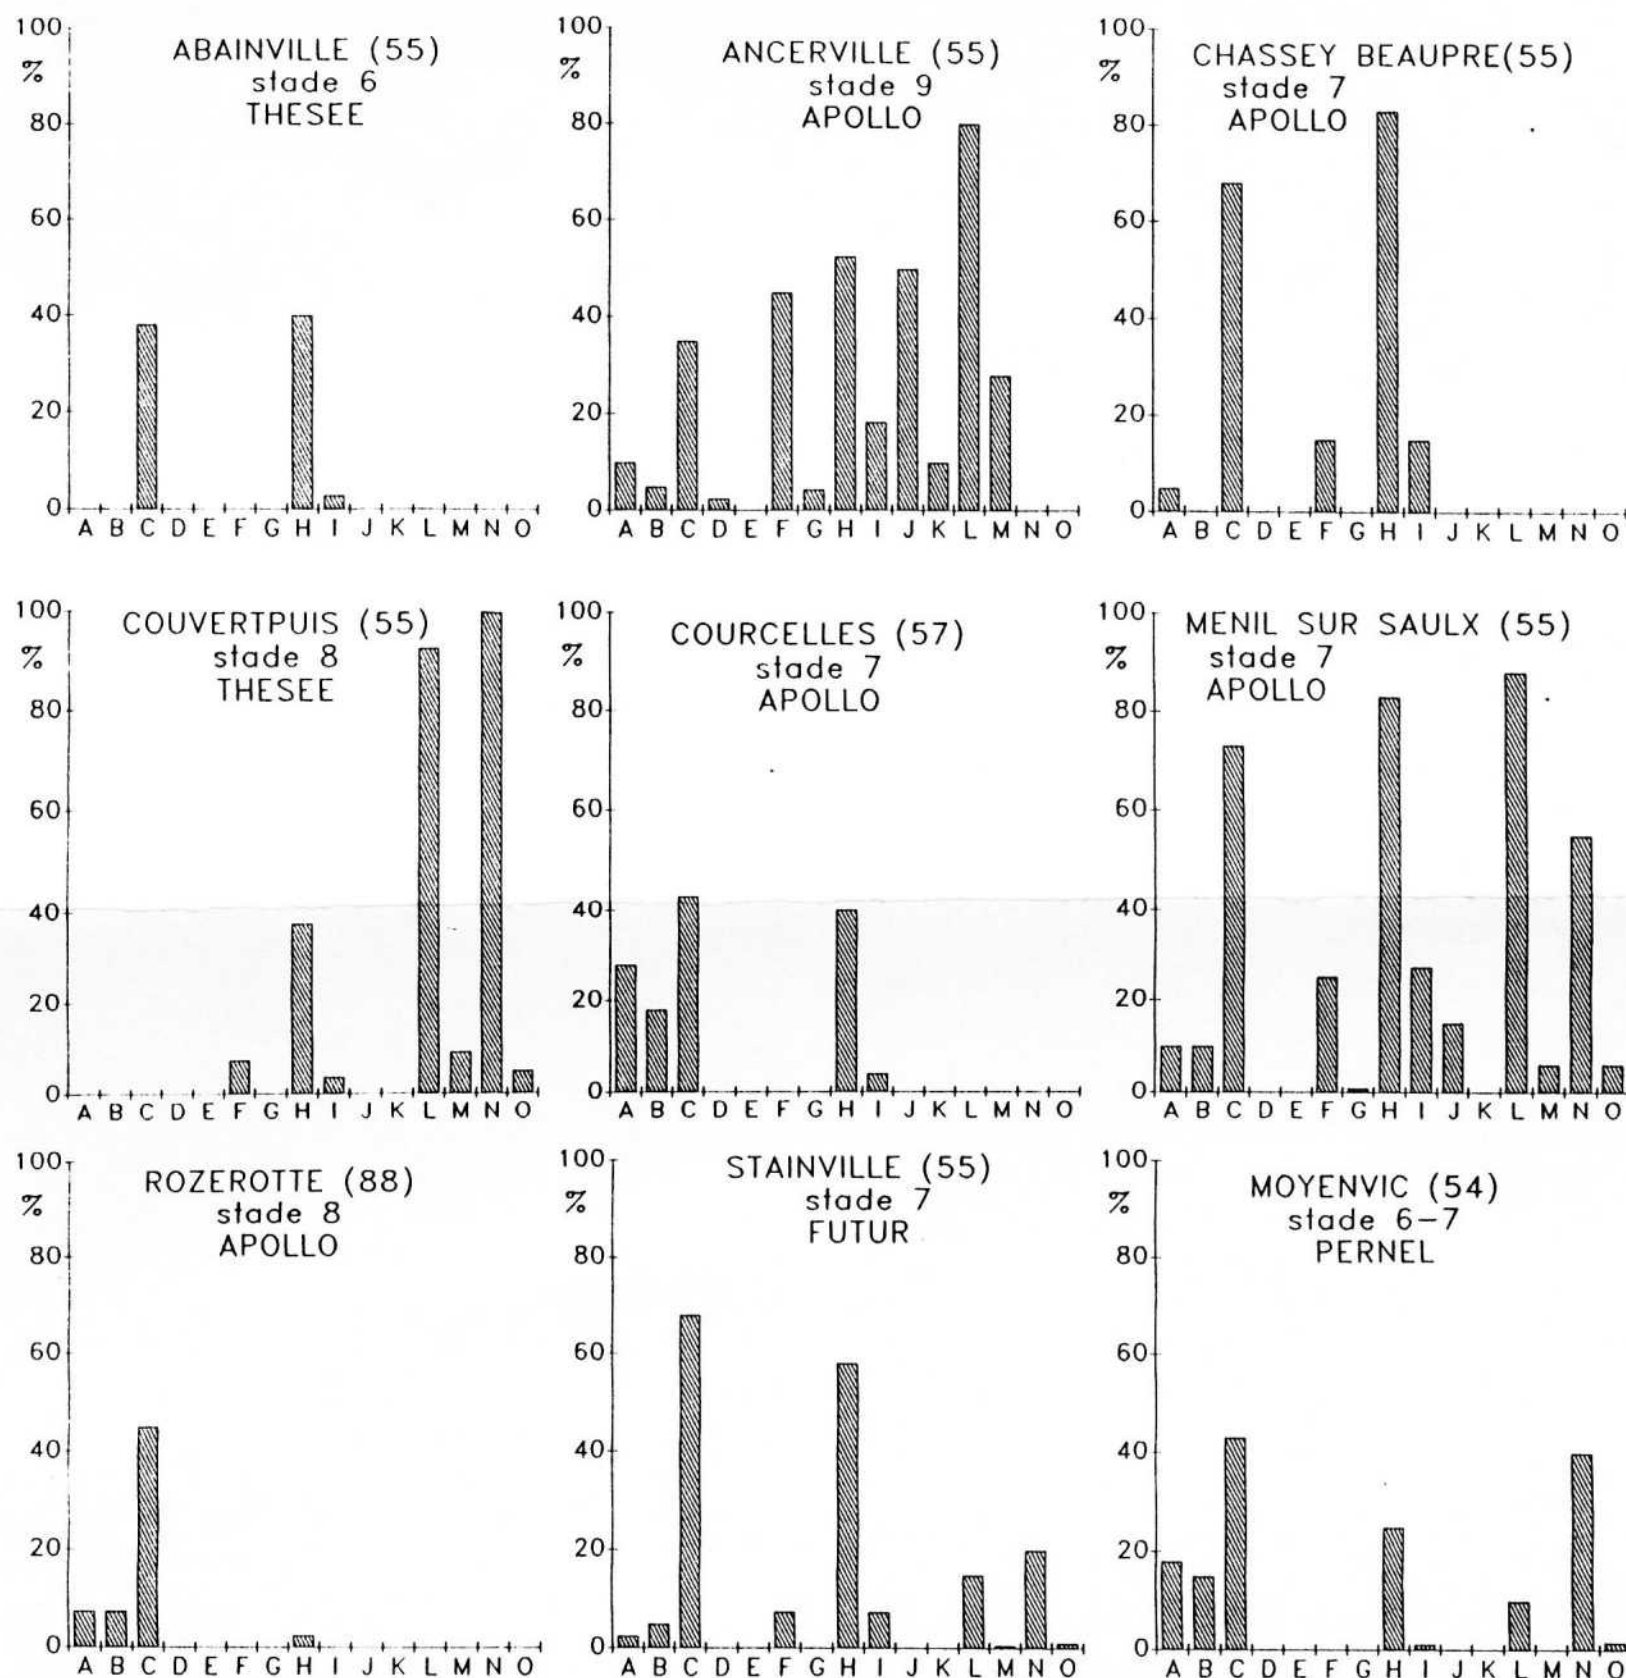 100
%
80
60
40
20
0
ABAINVILLE (55)
stade 6
THESEE
A B C D E F G H I J K L M N O
100
%
80
60
40
20
0
ANCERVILLE (55)
stade 9
APOLLO
A B C D E F G H I J K L M N O
100
%
80
60
40
20
0
CHASSEY BEAUPRE(55)
stade 7
APOLLO
A B C D E F G H I J K L M N O
100
%
80
60
40
20
0
COUVERTPUIS (55)
stade 8
THESEE
A B C D E F G H I J K L M N O
100
%
80
60
40
20
0
COURCELLES (57)
stade 7
APOLLO
A B C D E F G H I J K L M N O
100
%
80
60
40
20
0
MENIL SUR SAULX (55)
stade 7
APOLLO
A B C D E F G H I J K L M N O
100
%
80
60
40
20
0
ROZEROTTE (88)
stade 8
APOLLO
A B C D E F G H I J K L M N O
100
%
80
60
40
20
0
STAINVILLE (55)
stade 7
FUTUR
A B C D E F G H I J K L M N O
100
%
80
60
40
20
0
MOYENVIC (54)
stade 6-7
PERNEL
A B C D E F G H I J K L M N O